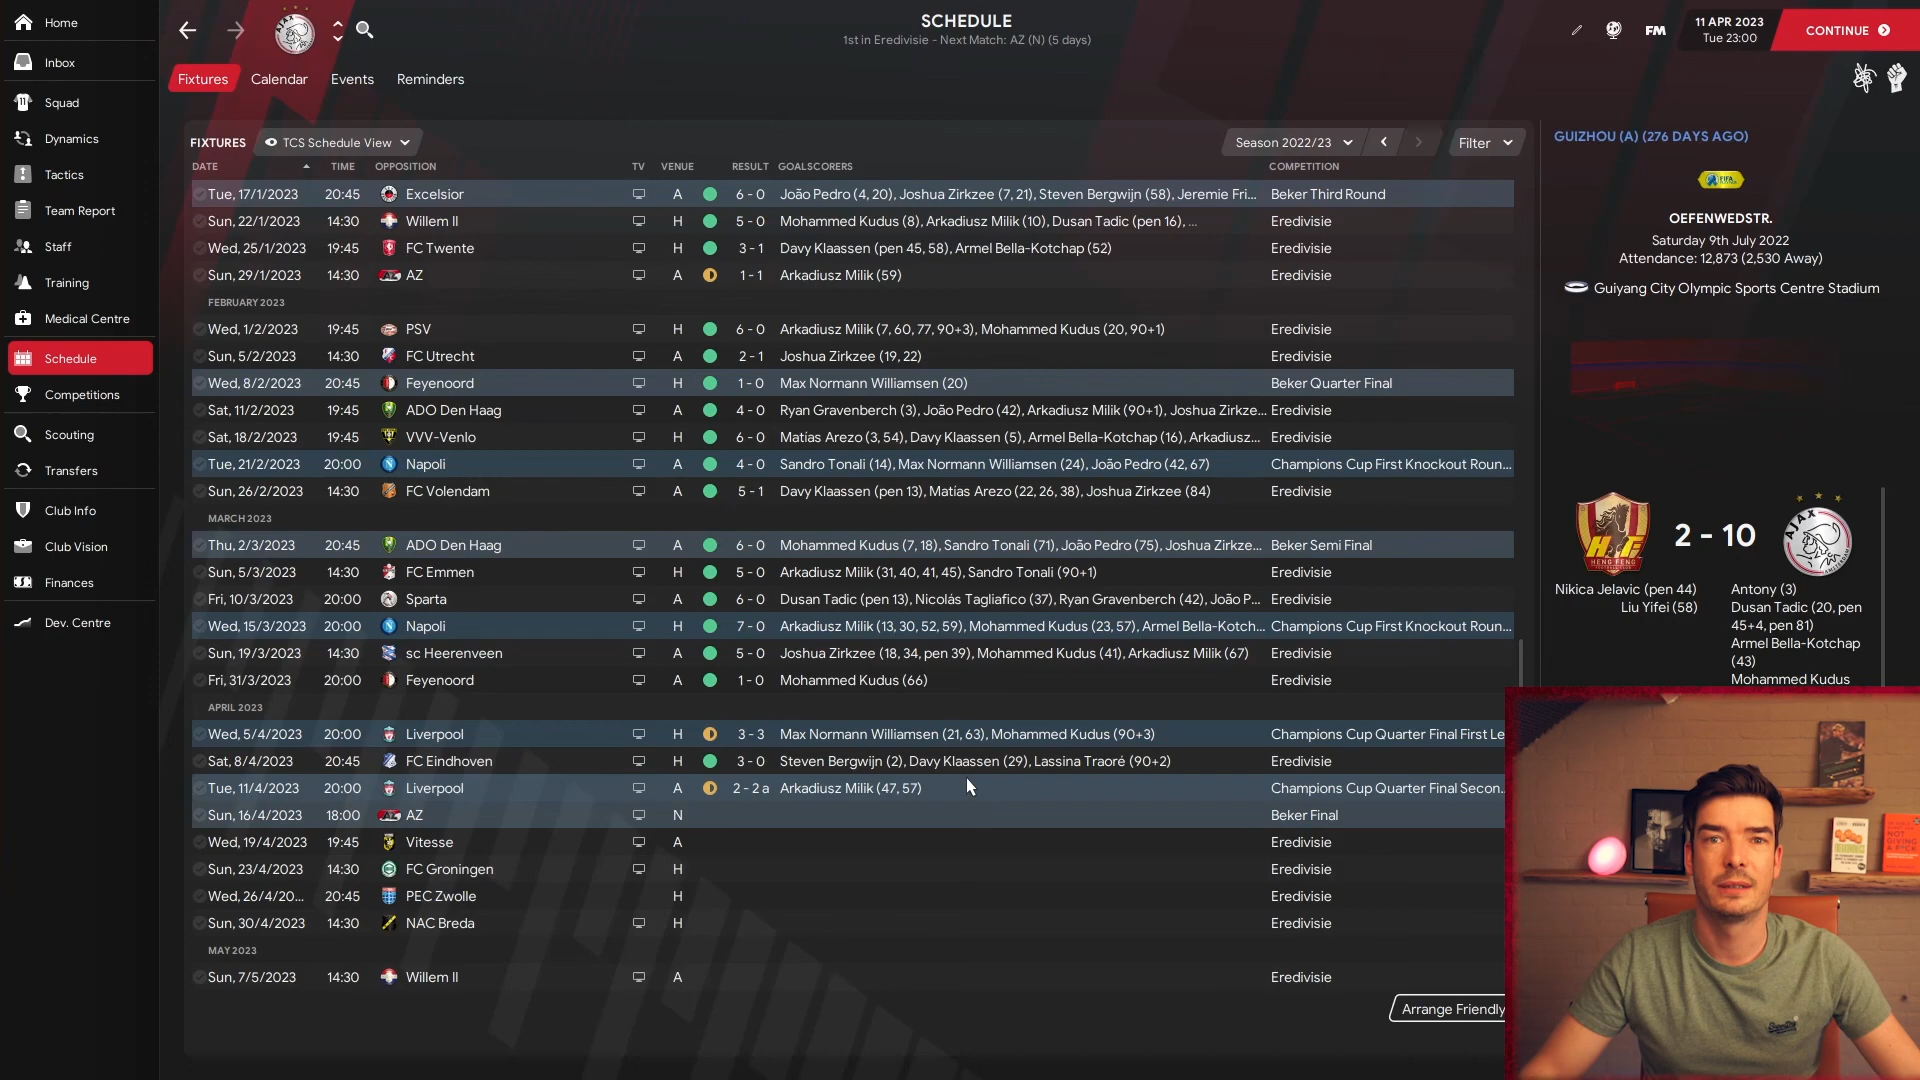 Home
Inbox
Squad
Dynamics
Tactics
Team Report
Staff
Training
Medical Centre
Schedule
Competitions
Scouting
Transfers
Club Info
Club Vision
Finances
Dev. Centre
SCHEDULE
1st in Eredivisie - Next Match: AZ (N) (5 days)
FM
11 APR 2023
Tue 23:00
CONTINUE
Fixtures Calendar Events Reminders
FIXTURES TCS Schedule View Season 2022/23 Filter
DATE TIME OPPOSITION TV VENUE RESULT GOALSCORERS COMPETITION
Tue, 17/1/2023 20:45 Excelsior A 6 - 0 João Pedro (4, 20), Joshua Zirkzee (7, 21), Steven Bergwijn (58), Jeremie Fri... Beker Third Round
Sun, 22/1/2023 14:30 Willem II H 5 - 0 Mohammed Kudus (8), Arkadiusz Milik (10), Dusan Tadic (pen 16), ... Eredivisie
Wed, 25/1/2023 19:45 FC Twente H 3 - 1 Davy Klaassen (pen 45, 58), Armel Bella-Kotchap (52) Eredivisie
Sun, 29/1/2023 14:30 AZ A 1 - 1 Arkadiusz Milik (59) Eredivisie
FEBRUARY 2023
Wed, 1/2/2023 19:45 PSV H 6 - 0 Arkadiusz Milik (7, 60, 77, 90+3), Mohammed Kudus (20, 90+1) Eredivisie
Sun, 5/2/2023 14:30 FC Utrecht A 2 - 1 Joshua Zirkzee (19, 22) Eredivisie
Wed, 8/2/2023 20:45 Feyenoord H 1 - 0 Max Normann Williamsen (20) Beker Quarter Final
Sat, 11/2/2023 19:45 ADO Den Haag A 4 - 0 Ryan Gravenberch (3), João Pedro (42), Arkadiusz Milik (90+1), Joshua Zirkze... Eredivisie
Sat, 18/2/2023 19:45 VVV-Venlo H 6 - 0 Matías Arezo (3, 54), Davy Klaassen (5), Armel Bella-Kotchap (16), Arkadiusz... Eredivisie
Tue, 21/2/2023 20:00 Napoli A 4 - 0 Sandro Tonali (14), Max Normann Williamsen (24), João Pedro (42, 67) Champions Cup First Knockout Roun...
Sun, 26/2/2023 14:30 FC Volendam A 5 - 1 Davy Klaassen (pen 13), Matías Arezo (22, 26, 38), Joshua Zirkzee (84) Eredivisie
MARCH 2023
Thu, 2/3/2023 20:45 ADO Den Haag A 6 - 0 Mohammed Kudus (7, 18), Sandro Tonali (71), João Pedro (75), Joshua Zirkze... Beker Semi Final
Sun, 5/3/2023 14:30 FC Emmen H 5 - 0 Arkadiusz Milik (31, 40, 41, 45), Sandro Tonali (90+1) Eredivisie
Fri, 10/3/2023 20:00 Sparta A 6 - 0 Dusan Tadic (pen 13), Nicolás Tagliafico (37), Ryan Gravenberch (42), João P... Eredivisie
Wed, 15/3/2023 20:00 Napoli H 7 - 0 Arkadiusz Milik (13, 30, 52, 59), Mohammed Kudus (23, 57), Armel Bella-Kotch... Champions Cup First Knockout Roun...
Sun, 19/3/2023 14:30 sc Heerenveen A 5 - 0 Joshua Zirkzee (18, 34, pen 39), Mohammed Kudus (41), Arkadiusz Milik (67) Eredivisie
Fri, 31/3/2023 20:00 Feyenoord A 1 - 0 Mohammed Kudus (66) Eredivisie
APRIL 2023
Wed, 5/4/2023 20:00 Liverpool H 3 - 3 Max Normann Williamsen (21, 63), Mohammed Kudus (90+3) Champions Cup Quarter Final First Le
Sat, 8/4/2023 20:45 FC Eindhoven H 3 - 0 Steven Bergwijn (2), Davy Klaassen (29), Lassina Traoré (90+2) Eredivisie
Tue, 11/4/2023 20:00 Liverpool A 2 - 2 a Arkadiusz Milik (47, 57) Champions Cup Quarter Final Secon..
Sun, 16/4/2023 18:00 AZ N Beker Final
Wed, 19/4/2023 19:45 Vitesse A Eredivisie
Sun, 23/4/2023 14:30 FC Groningen H Eredivisie
Wed, 26/4/20... 20:45 PEC Zwolle H Eredivisie
Sun, 30/4/2023 14:30 NAC Breda H Eredivisie
MAY 2023
Sun, 7/5/2023 14:30 Willem II A Eredivisie
Arrange Friendly
GUIZHOU (A) (276 DAYS AGO)
FIFA
OEFENWEDSTR.
Saturday 9th July 2022
Attendance: 12,873 (2,530 Away)
Guiyang City Olympic Sports Centre Stadium
HENG FENG
2 - 10
AJAX
Nikica Jelavic (pen 44)
Liu Yifei (58)
Antony (3)
Dusan Tadic (20, pen
45+4, pen 81)
Armel Bella-Kotchap
(43)
Mohammed Kudus